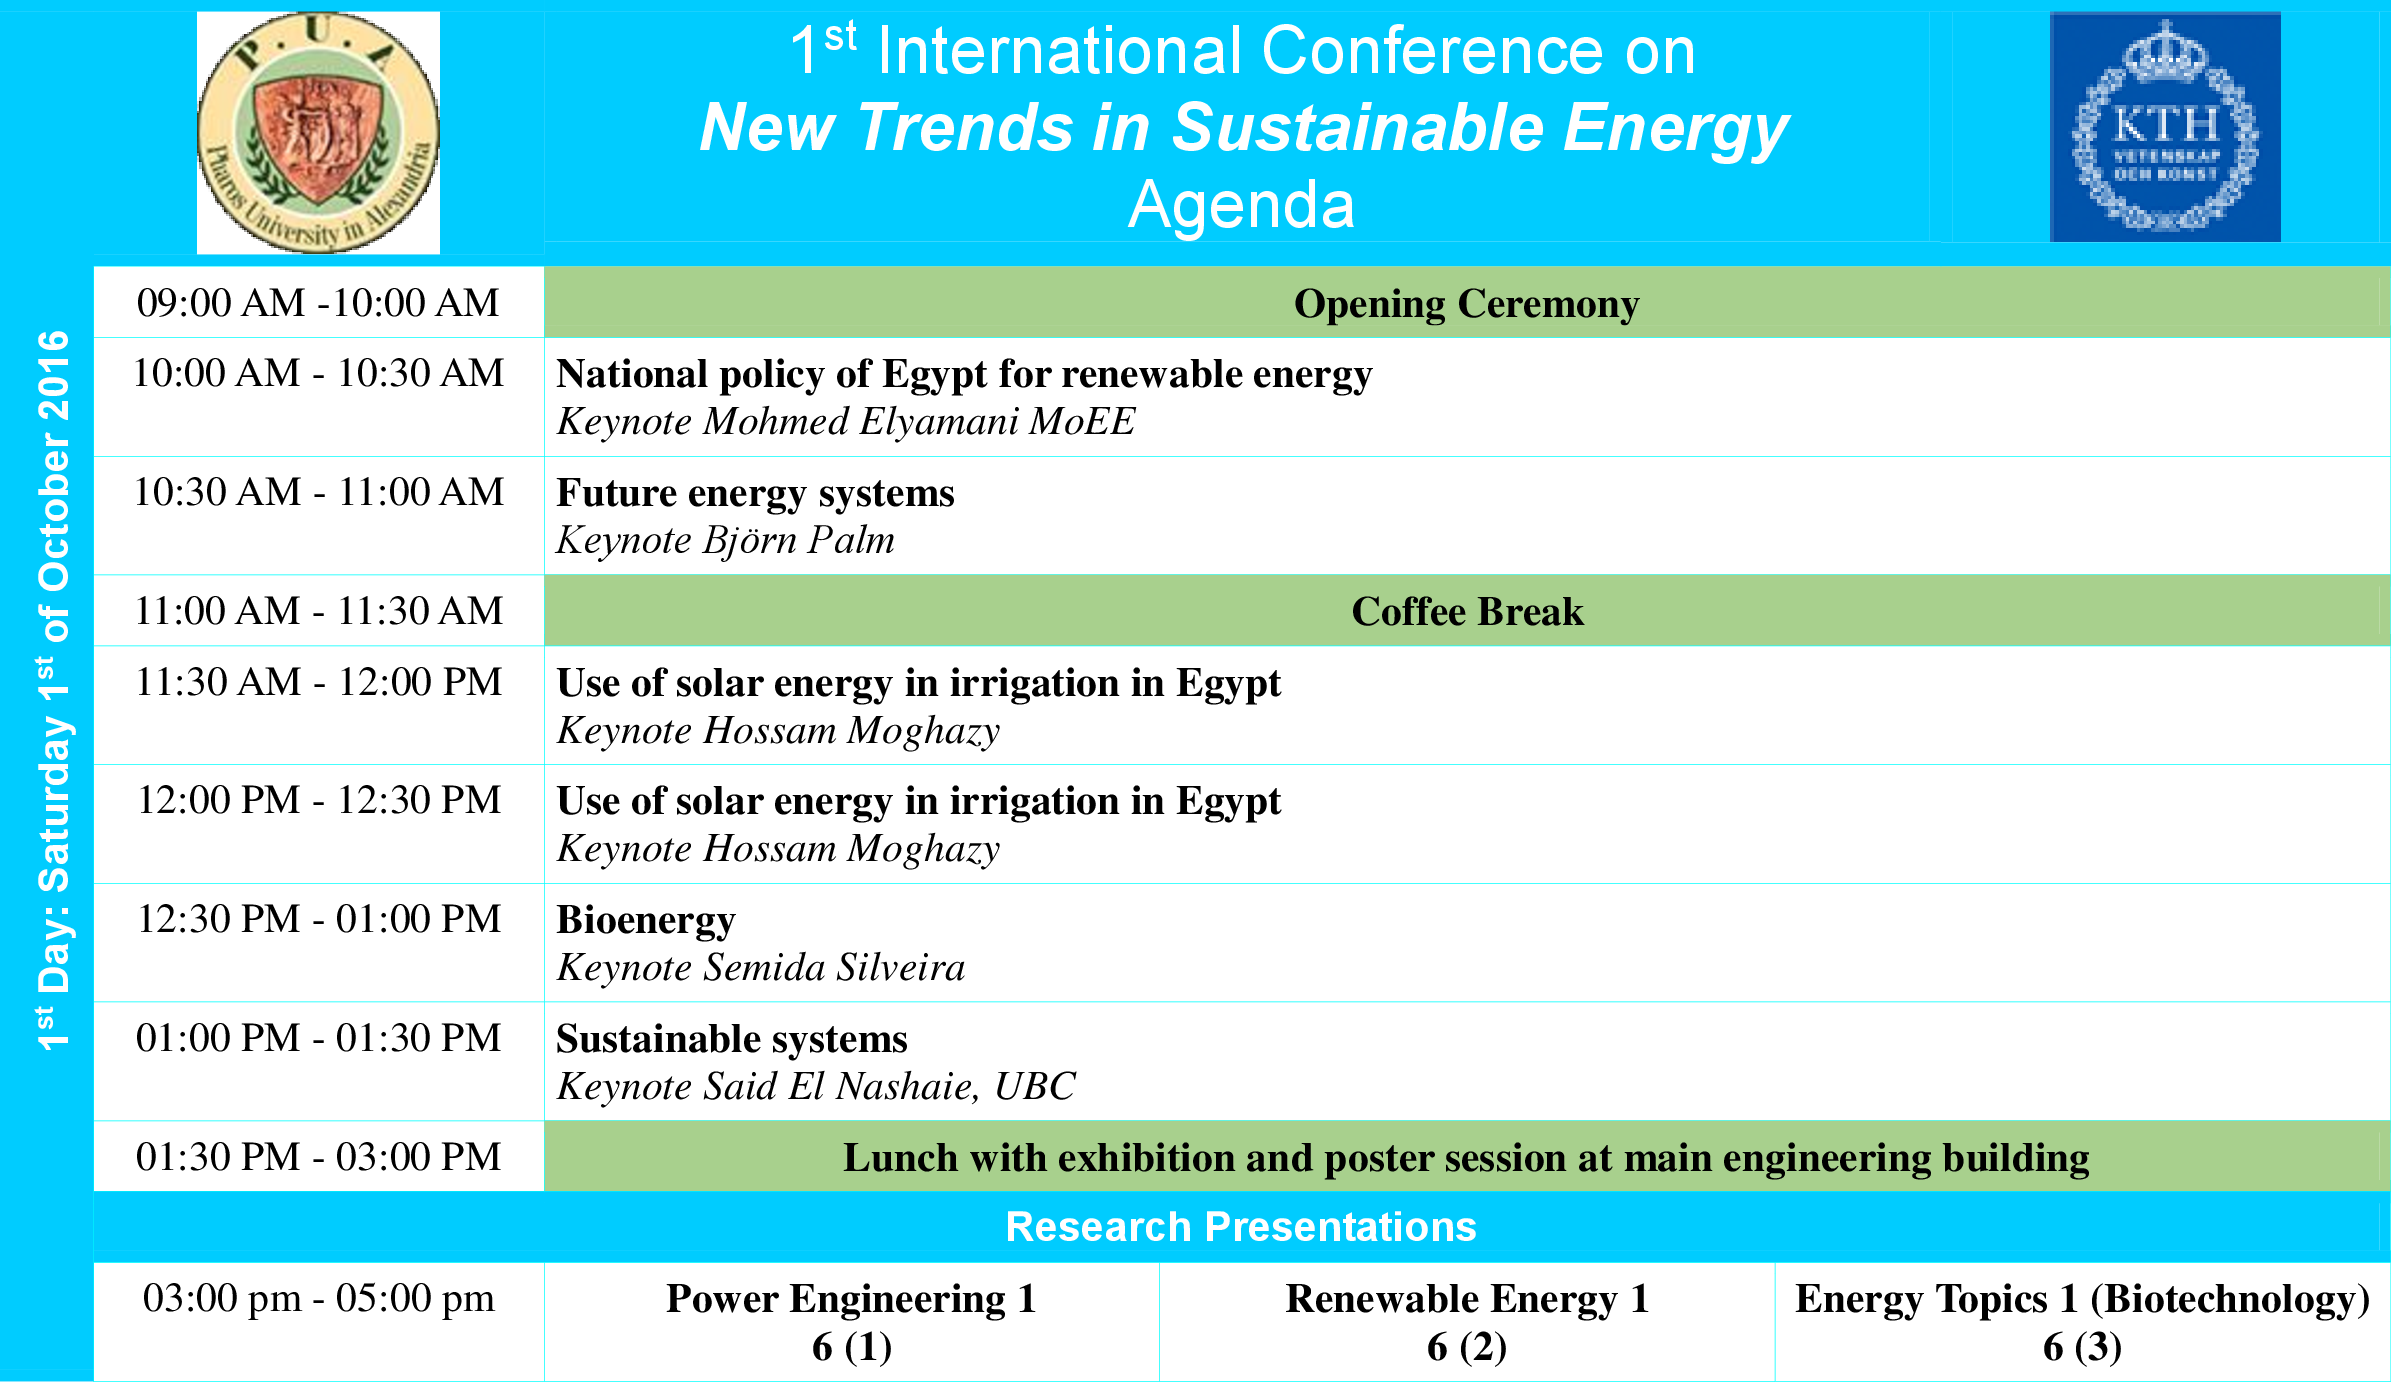 P.U.A
Pharos University in Alexandria
1st International Conference on
New Trends in Sustainable Energy
Agenda
KTH
VETENSKAP
OCH KONST
1st Day: Saturday 1st of October 2016
09:00 AM -10:00 AM Opening Ceremony
10:00 AM - 10:30 AM National policy of Egypt for renewable energy
Keynote Mohmed Elyamani MoEE
10:30 AM - 11:00 AM Future energy systems
Keynote Björn Palm
11:00 AM - 11:30 AM Coffee Break
11:30 AM - 12:00 PM Use of solar energy in irrigation in Egypt
Keynote Hossam Moghazy
12:00 PM - 12:30 PM Use of solar energy in irrigation in Egypt
Keynote Hossam Moghazy
12:30 PM - 01:00 PM Bioenergy
Keynote Semida Silveira
01:00 PM - 01:30 PM Sustainable systems
Keynote Said El Nashaie, UBC
01:30 PM - 03:00 PM Lunch with exhibition and poster session at main engineering building
Research Presentations
03:00 pm - 05:00 pm Power Engineering 1 Renewable Energy 1 Energy Topics 1 (Biotechnology)
6 (1) 6 (2) 6 (3)